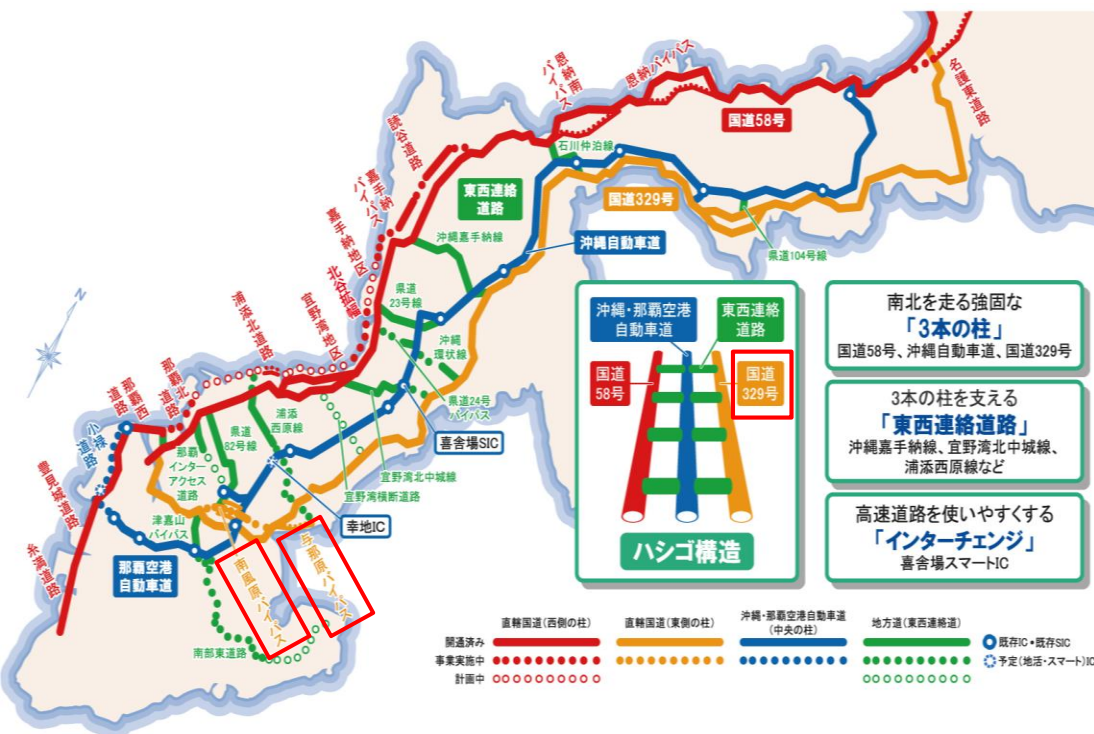 名護東道路
恩納バイパス
恩納南
バイパス
国道58号
読谷道路
石川仲泊線
東西連絡
道路
国道329号
嘉手納
バイパス
沖縄嘉手納線
沖縄自動車道
県道104号線
嘉手納地区
北谷拡幅
県道
23号線
沖縄
環状線
宜野湾地区
浦添北道路
県道24号
バイパス
N
那覇北
道路
那覇西
道路
浦添
西原線
喜舎場SIC
県道
82号線
小禄
道路
那覇
インター
アクセス
道路
宜野湾北中城線
宜野湾横断道路
豊見城道路
津嘉山
バイパス
幸地IC
糸満道路
那覇空港
自動車道
南風原バイパス
与那原バイパス
南部東道路
沖縄・那覇空港
自動車道
東西連絡
道路
国道
58号
国道
329号
ハシゴ構造
南北を走る強固な
「3本の柱」
国道58号、沖縄自動車道、国道329号
3本の柱を支える
「東西連絡道路」
沖縄嘉手納線、宜野湾北中城線、
浦添西原線など
高速道路を使いやすくする
「インターチェンジ」
喜舎場スマートIC
直轄国道(西側の柱)
直轄国道(東側の柱)
沖縄・那覇空港自動車道
(中央の柱)
地方道(東西連絡道)
開通済み
事業実施中
計画中
既存IC・既存SIC
予定(地活・スマート)IC